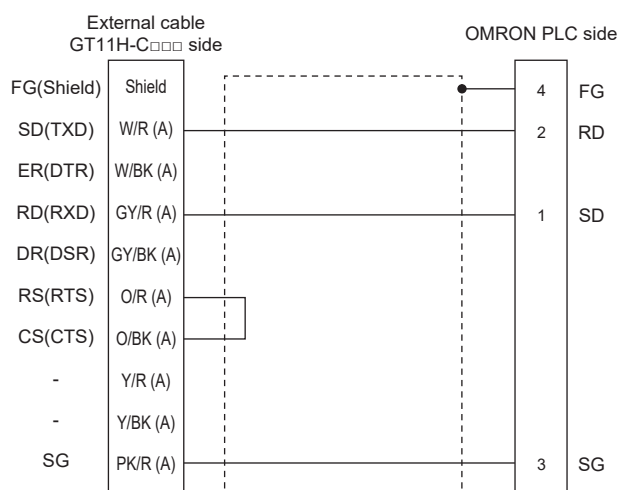 External cable
GT11H-C□□□ side
OMRON PLC side
FG(Shield) Shield 4 FG
SD(TXD) W/R (A) 2 RD
ER(DTR) W/BK (A)
RD(RXD) GY/R (A) 1 SD
DR(DSR) GY/BK (A)
RS(RTS) O/R (A)
CS(CTS) O/BK (A)
- Y/R (A)
- Y/BK (A)
SG PK/R (A) 3 SG